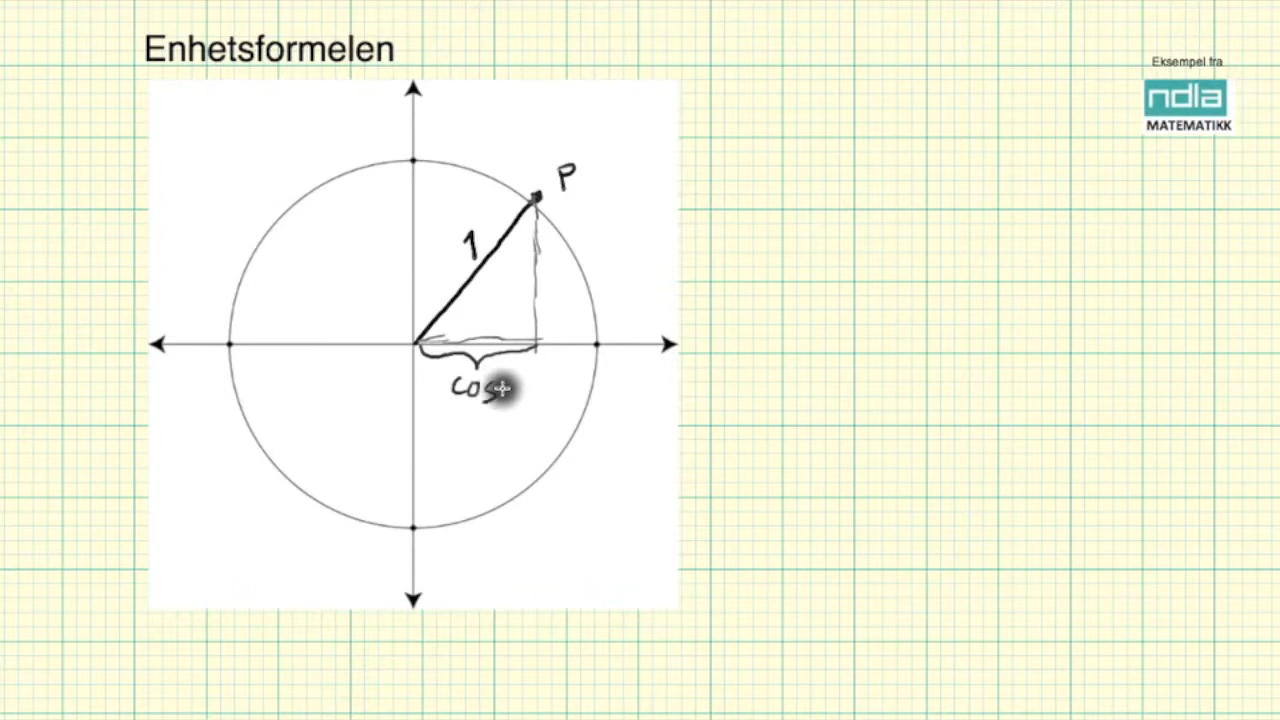 Enhetsformelen
Eksempel fra
ndla
MATEMATIKK
P
1
cos